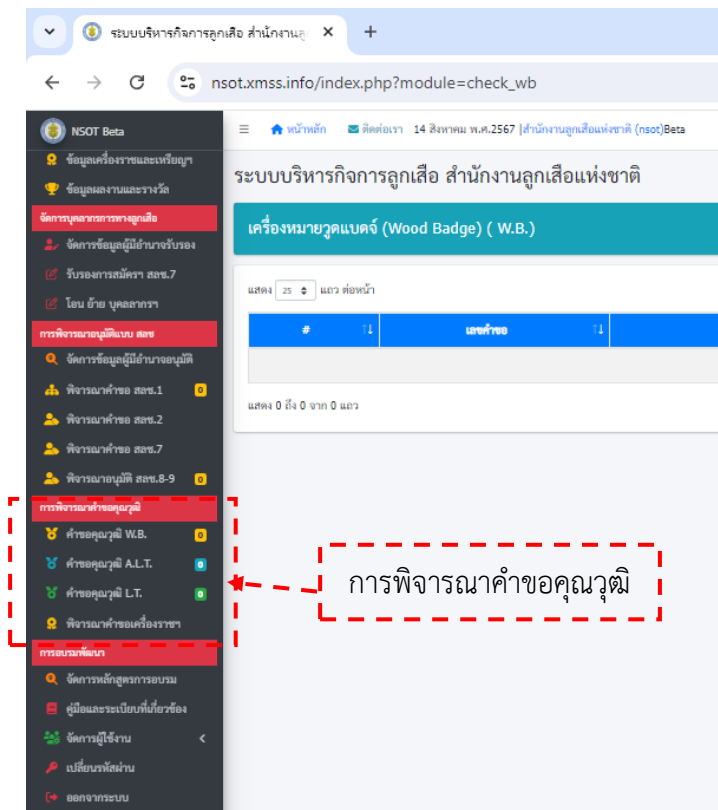 ระบบบริหารกิจการลูกเสือ สำนักงานลู
nsot.xmss.info/index.php?module=check_wb
NSOT Beta
หน้าหลัก ติดต่อเรา 14 สิงหาคม พ.ศ.2567 |สำนักงานลูกเสือแห่งชาติ (nsot)Beta
ข้อมูลเครื่องราชและเหรียญฯ
ข้อมูลผลงานและรางวัล
จัดการบุคลากรทางลูกเสือ
จัดการข้อมูลผู้มีอำนาจรับรอง
รับรองการสมัครฯ สลช.7
โอน ย้าย บุคลากรฯ
การพิจารณาอนุมัติแบบ สลช
จัดการข้อมูลผู้มีอำนาจอนุมัติ
พิจารณาคำขอ สลช.1 0
พิจารณาคำขอ สลช.2
พิจารณาคำขอ สลช.7
พิจารณาอนุมัติ สลช.8-9 0
การพิจารณาคำขอคุณวุฒิ
คำขอคุณวุฒิ W.B. 0
คำขอคุณวุฒิ A.L.T. 0
คำขอคุณวุฒิ L.T. 0
พิจารณาคำขอเครื่องราชฯ
การอบรมพัฒนา
จัดการหลักสูตรการอบรม
คู่มือและระเบียบที่เกี่ยวข้อง
จัดการผู้ใช้งาน
เปลี่ยนรหัสผ่าน
ออกจากระบบ
ระบบบริหารกิจการลูกเสือ สำนักงานลูกเสือแห่งชาติ
เครื่องหมายวูดแบดจ์ (Wood Badge) ( W.B.)
แสดง 25 แถว ต่อหน้า
# เลขคำขอ
แสดง 0 ถึง 0 จาก 0 แถว
การพิจารณาคำขอคุณวุฒิ